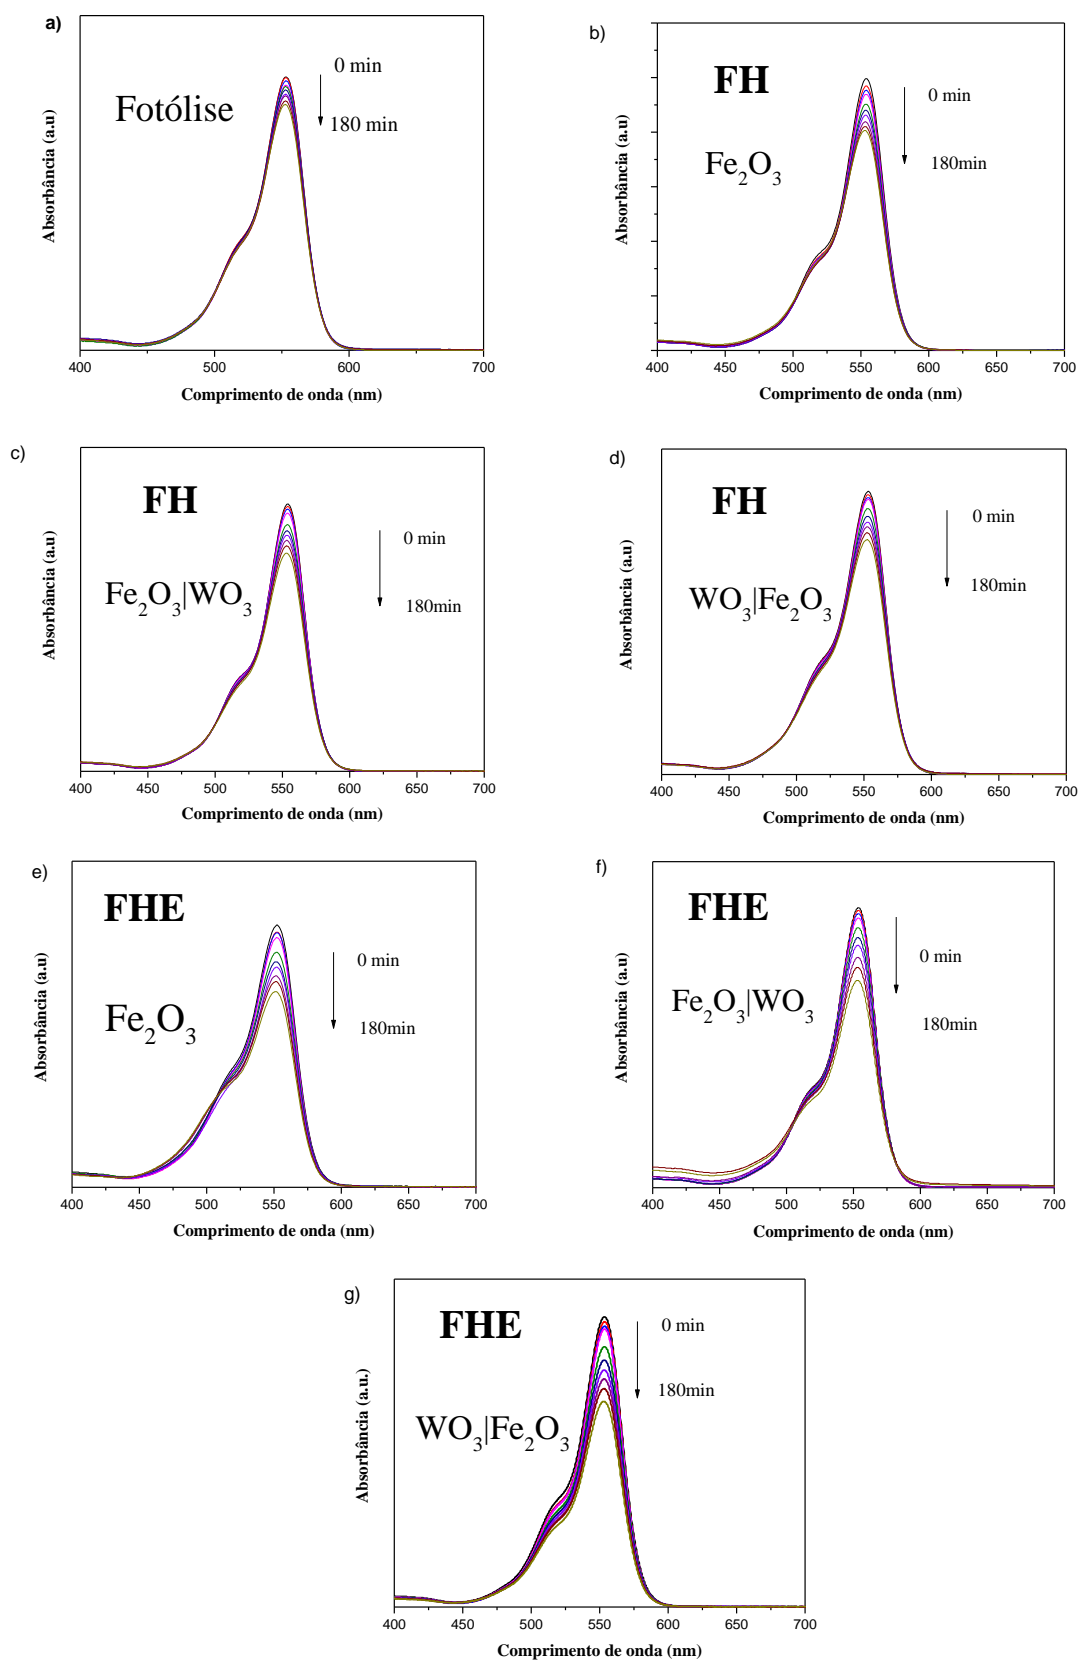 a)
Fotólise
0 min
180 min
Absorbância (a.u)
400 450 500 550 600 650 700
Comprimento de onda (nm)
b)
FH
Fe₂O₃
0 min
180min
Absorbância (a.u)
400 450 500 550 600 650 700
Comprimento de onda (nm)
c)
FH
Fe₂O₃|WO₃
0 min
180min
Absorbância (a.u)
400 450 500 550 600 650 700
Comprimento de onda (nm)
d)
FH
WO₃|Fe₂O₃
0 min
180min
Absorbância (a.u)
400 450 500 550 600 650 700
Comprimento de onda (nm)
e)
FHE
Fe₂O₃
0 min
180min
Absorbância (a.u)
400 450 500 550 600 650 700
Comprimento de onda (nm)
f)
FHE
Fe₂O₃|WO₃
0 min
180min
Absorbância (a.u)
400 450 500 550 600 650 700
Comprimento de onda (nm)
g)
FHE
WO₃|Fe₂O₃
0 min
180min
Absorbância (a.u.)
400 450 500 550 600 650 700
Comprimento de onda (nm)